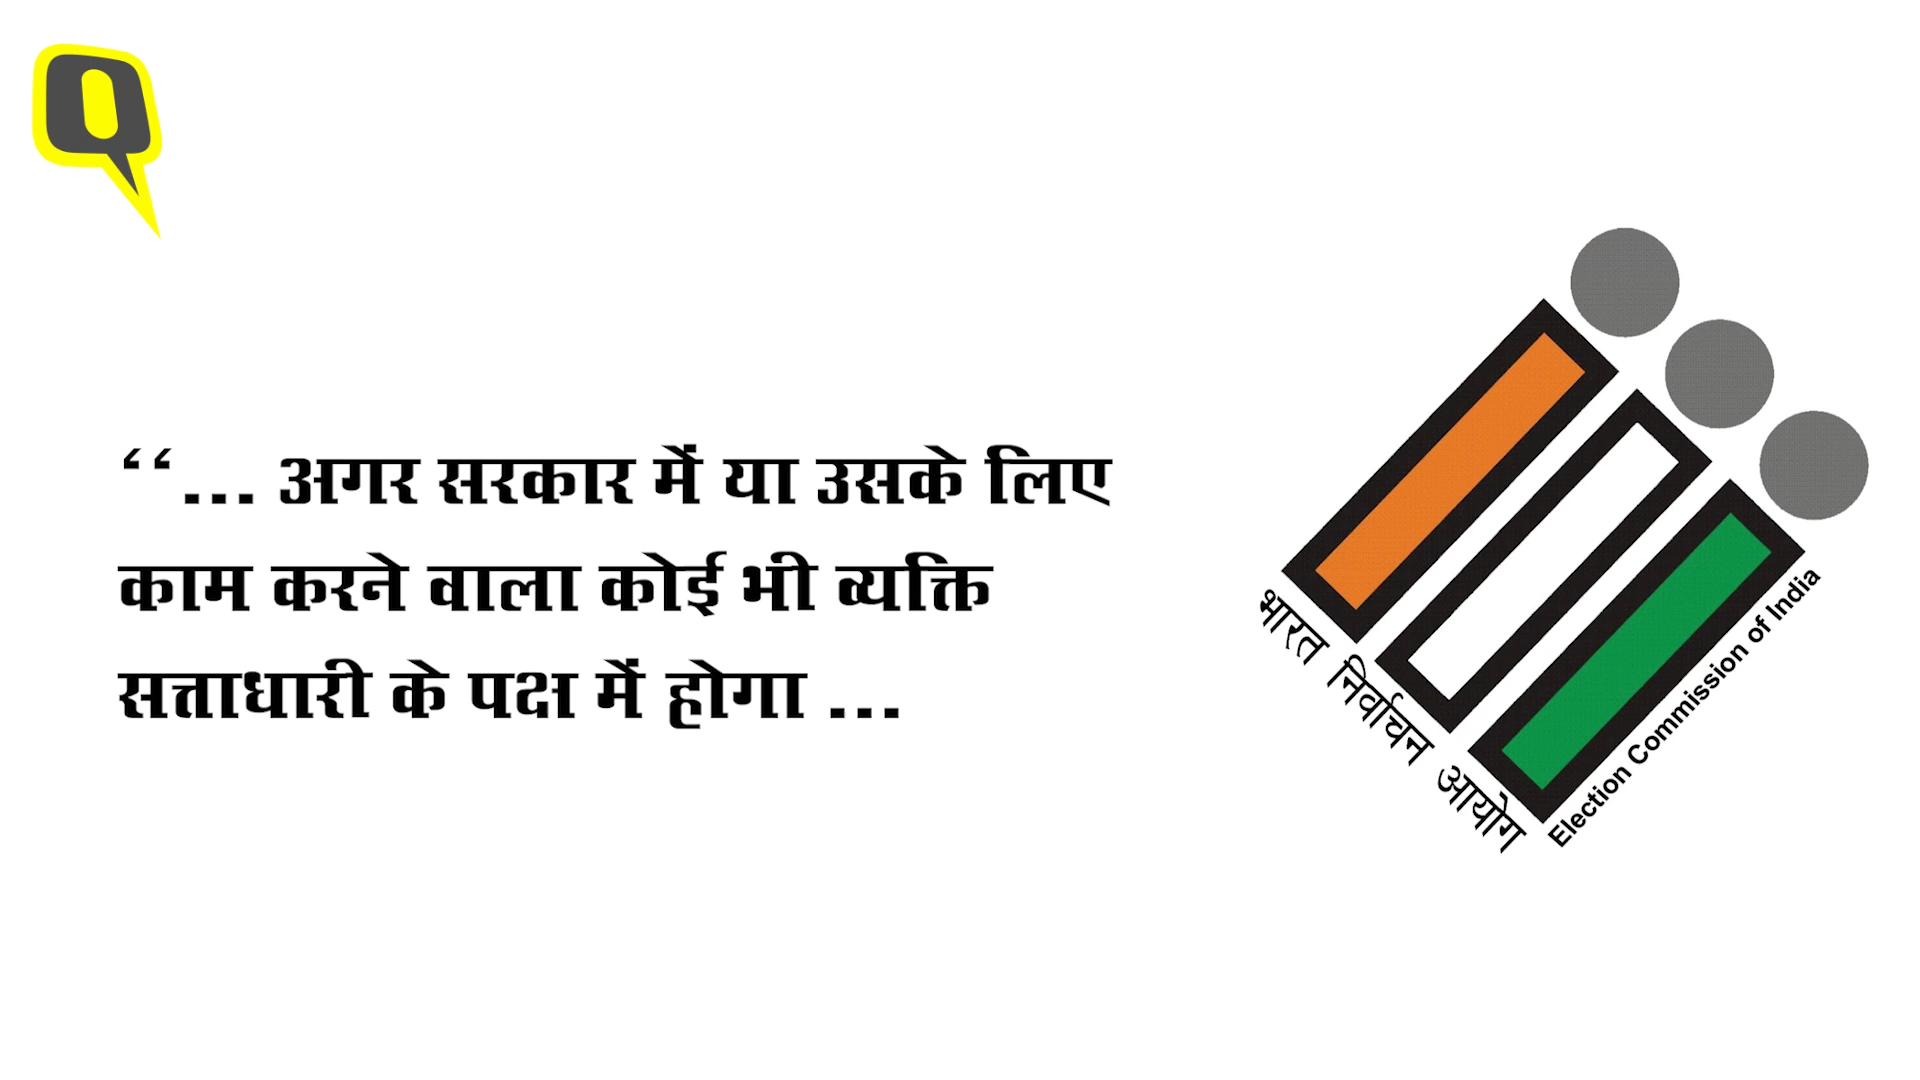 “... अगर सरकार में या उसके लिए
काम करने वाला कोई भी व्यक्ति
सत्ताधारी के पक्ष में होगा ...
भारत निर्वाचन आयोग
Election Commission of India